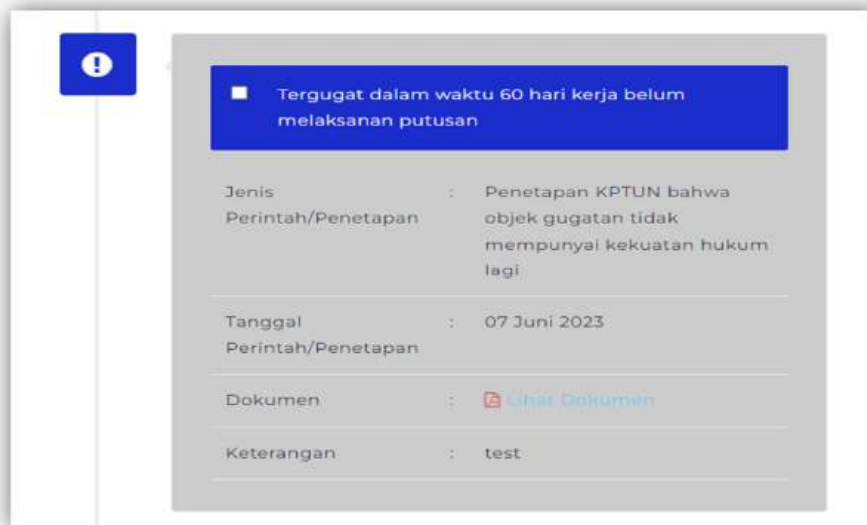 Tergugat dalam waktu 60 hari kerja belum
melaksanan putusan
Jenis : Penetapan KPTUN bahwa
Perintah/Penetapan objek gugatan tidak
mempunyai kekuatan hukum
lagi
Tanggal : 07 Juni 2023
Perintah/Penetapan
Dokumen : Lihat Dokumen
Keterangan : test